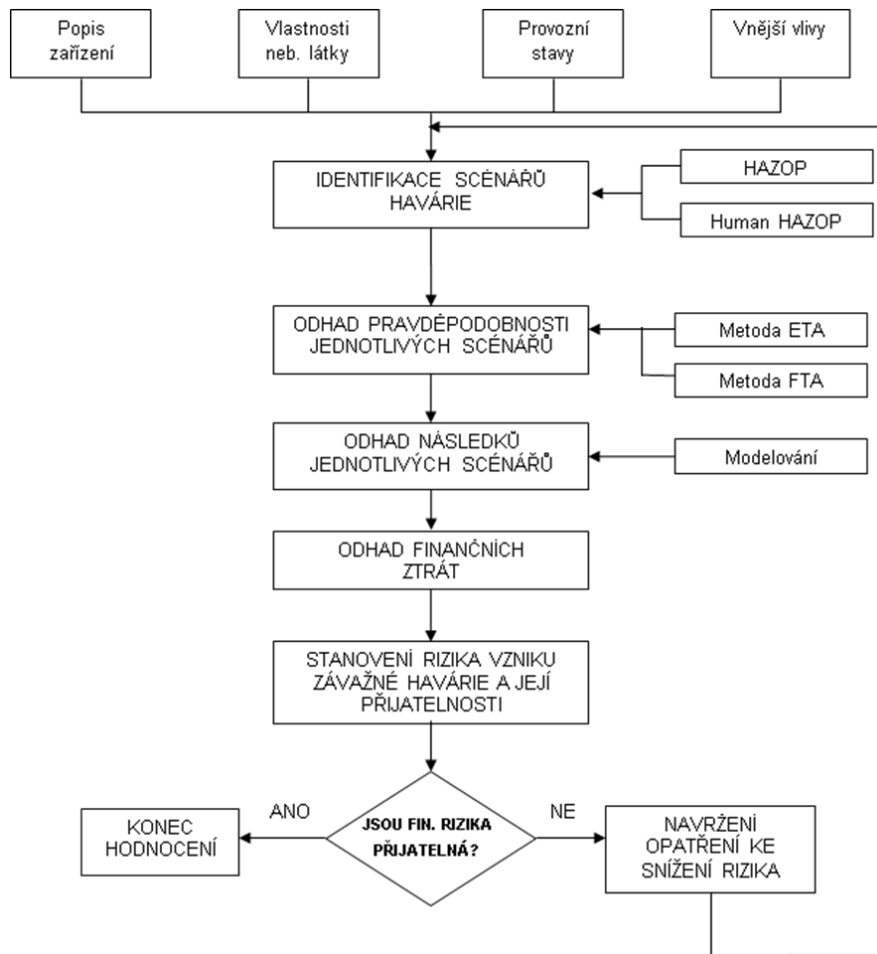 Popis
zařízení
Vlastnosti
neb. látky
Provozní
stavy
Vnější vlivy
IDENTIFIKACE SCÉNÁŘŮ
HAVÁRIE
HAZOP
Human HAZOP
ODHAD PRAVDĚPODOBNOSTI
JEDNOTLIVÝCH SCÉNÁŘŮ
Metoda ETA
Metoda FTA
ODHAD NÁSLEDKŮ
JEDNOTLIVÝCH SCÉNÁŘŮ
Modelování
ODHAD FINANČNÍCH
ZTRÁT
STANOVENÍ RIZIKA VZNIKU
ZÁVAŽNÉ HAVÁRIE A JEJÍ
PŘIJATELNOSTI
ANO
NE
KONEC
HODNOCENÍ
JSOU FIN. RIZIKA
PŘIJATELNÁ?
NAVRŽENÍ
OPATŘENÍ KE
SNÍŽENÍ RIZIKA